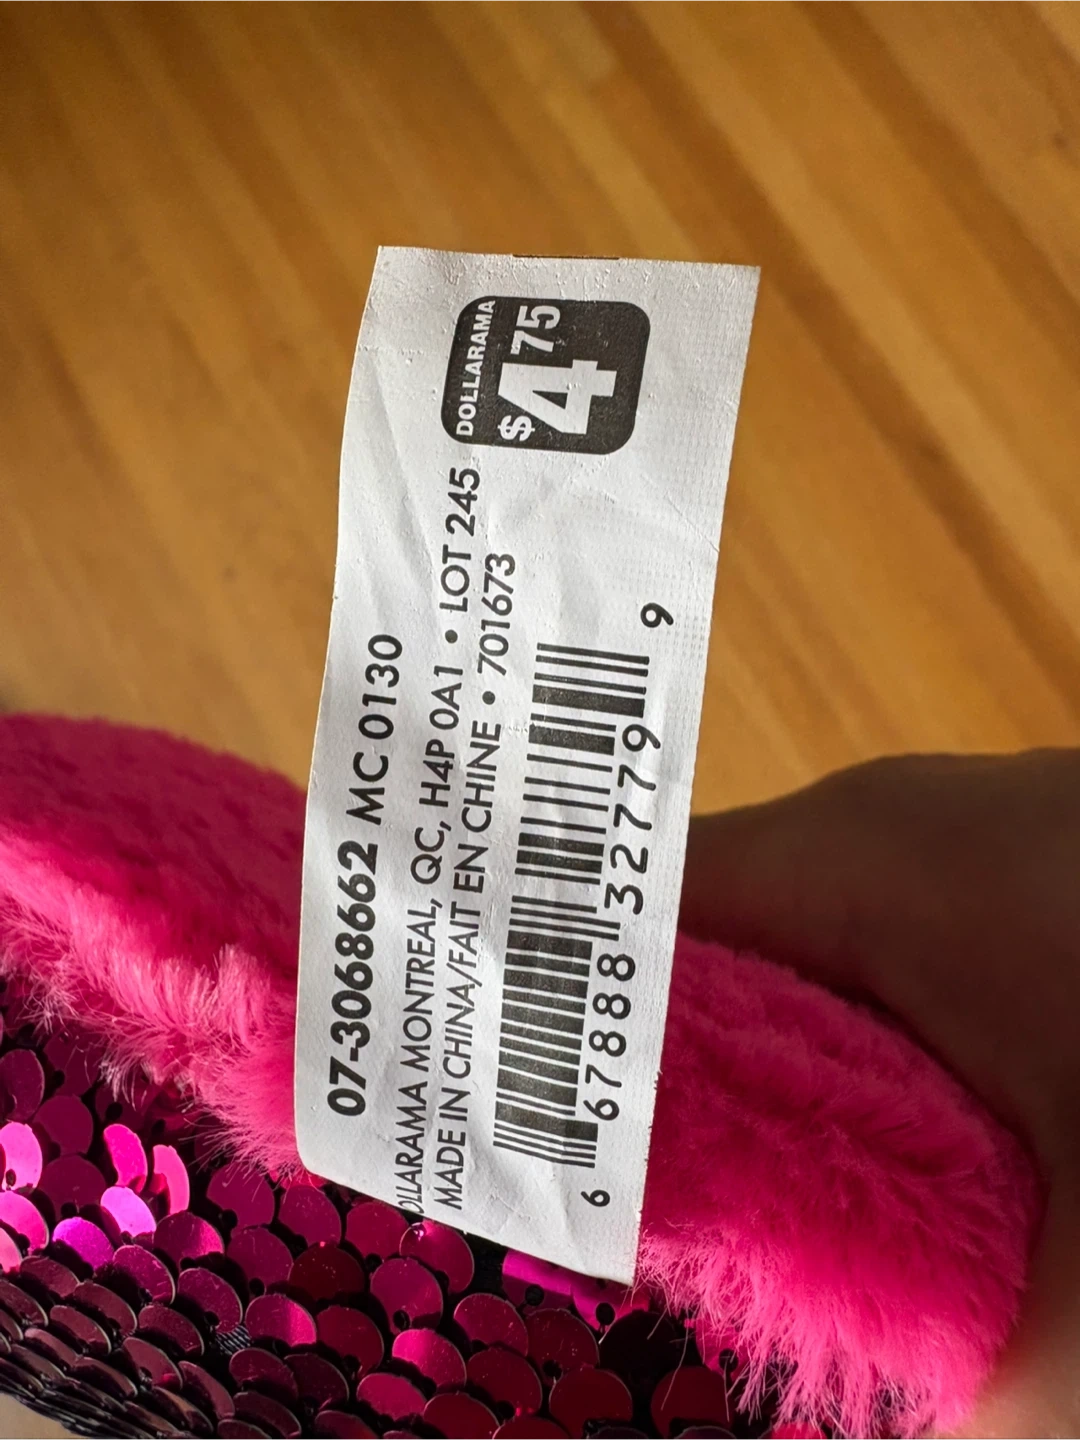 07-3068662 MC 0130
OLLARAMA MONTREAL, QC, H4P 0A1 • LOT 245
MADE IN CHINA/FAIT EN CHINE • 701673
DOLLARAMA
$4 75
6 67888 32779 9